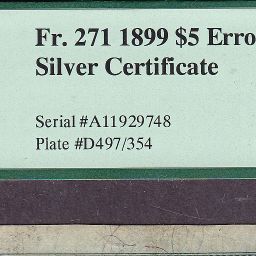 Fr. 271 1899 $5 Erro
Silver Certificate
Serial #A11929748
Plate #D497/354